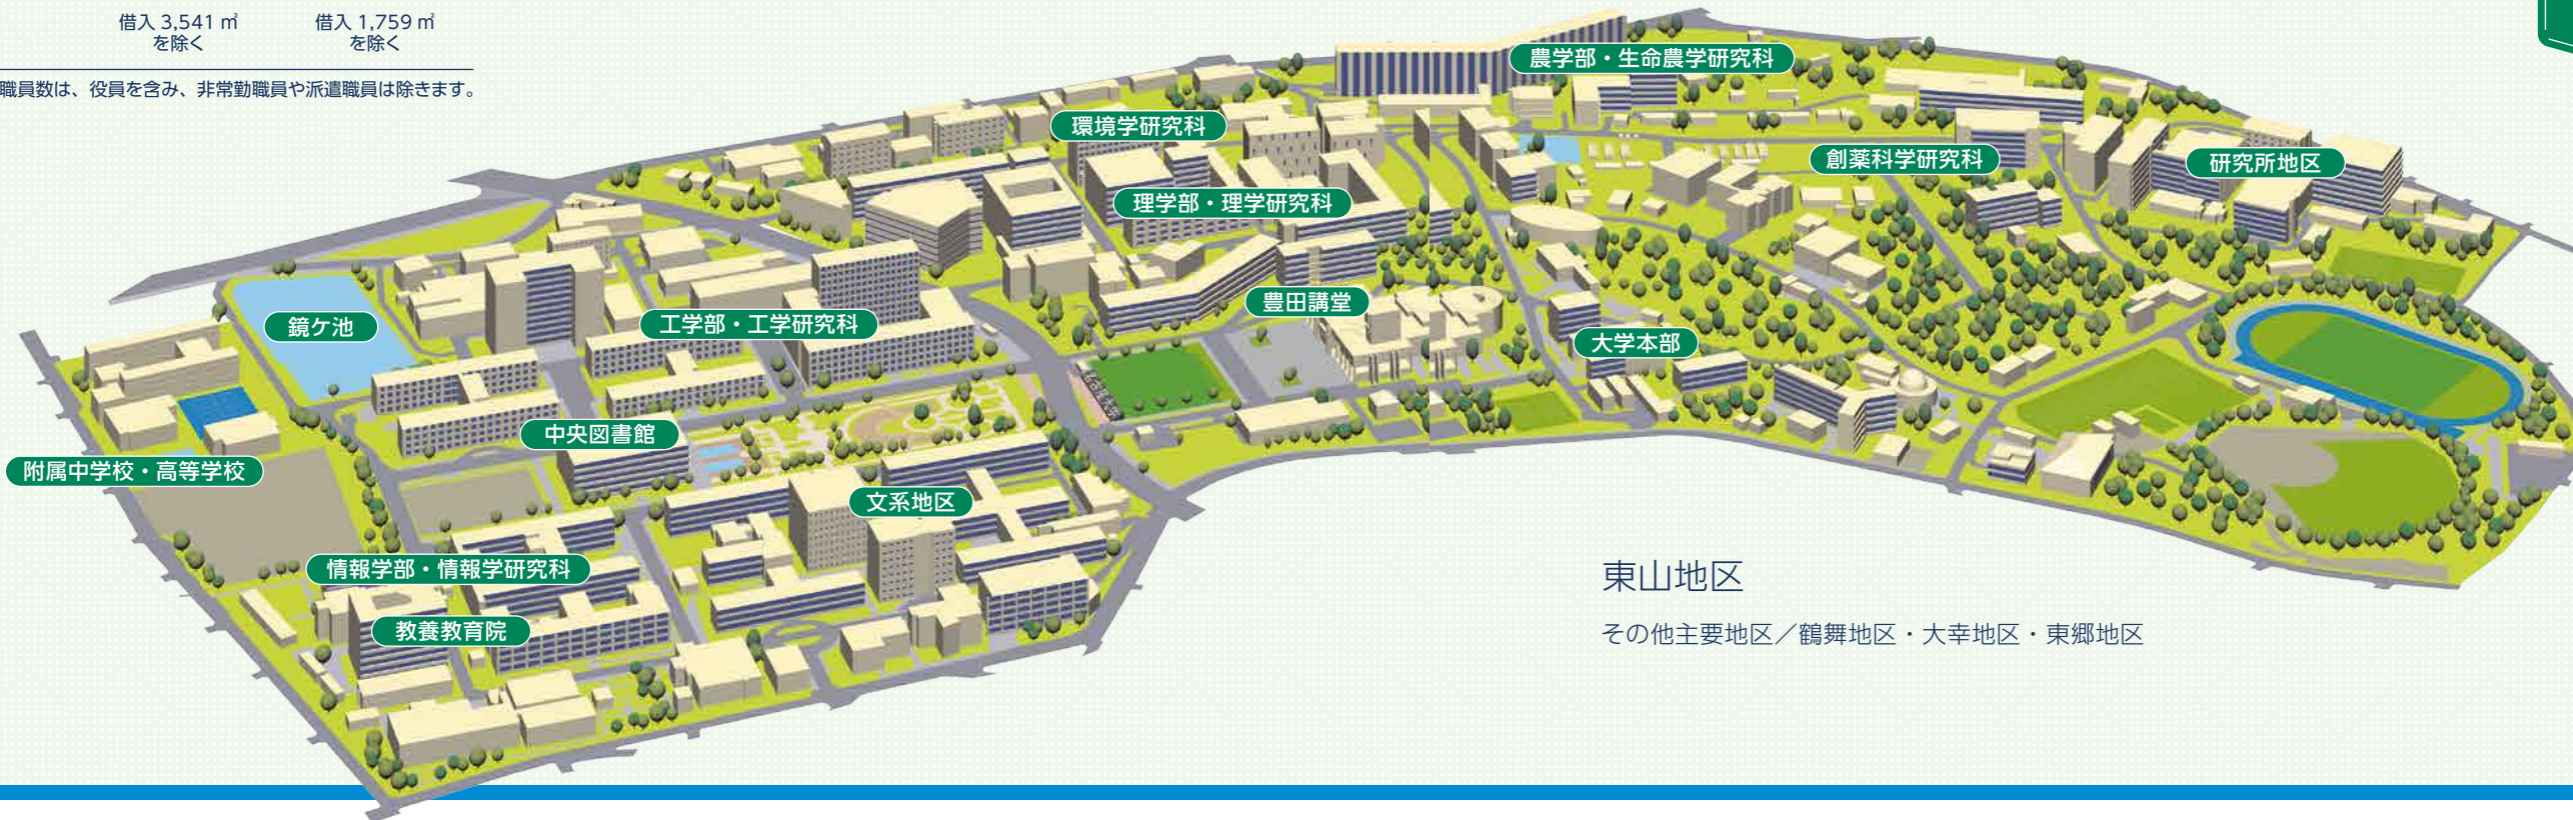 借入 3,541 ㎡
を除く
借入 1,759 ㎡
を除く
職員数は、役員を含み、非常勤職員や派遣職員は除きます。
農学部・生命農学研究科
環境学研究科
創薬科学研究科
研究所地区
理学部・理学研究科
豊田講堂
鏡ケ池
工学部・工学研究科
大学本部
中央図書館
附属中学校・高等学校
文系地区
情報学部・情報学研究科
教養教育院
東山地区
その他主要地区／鶴舞地区・大幸地区・東郷地区